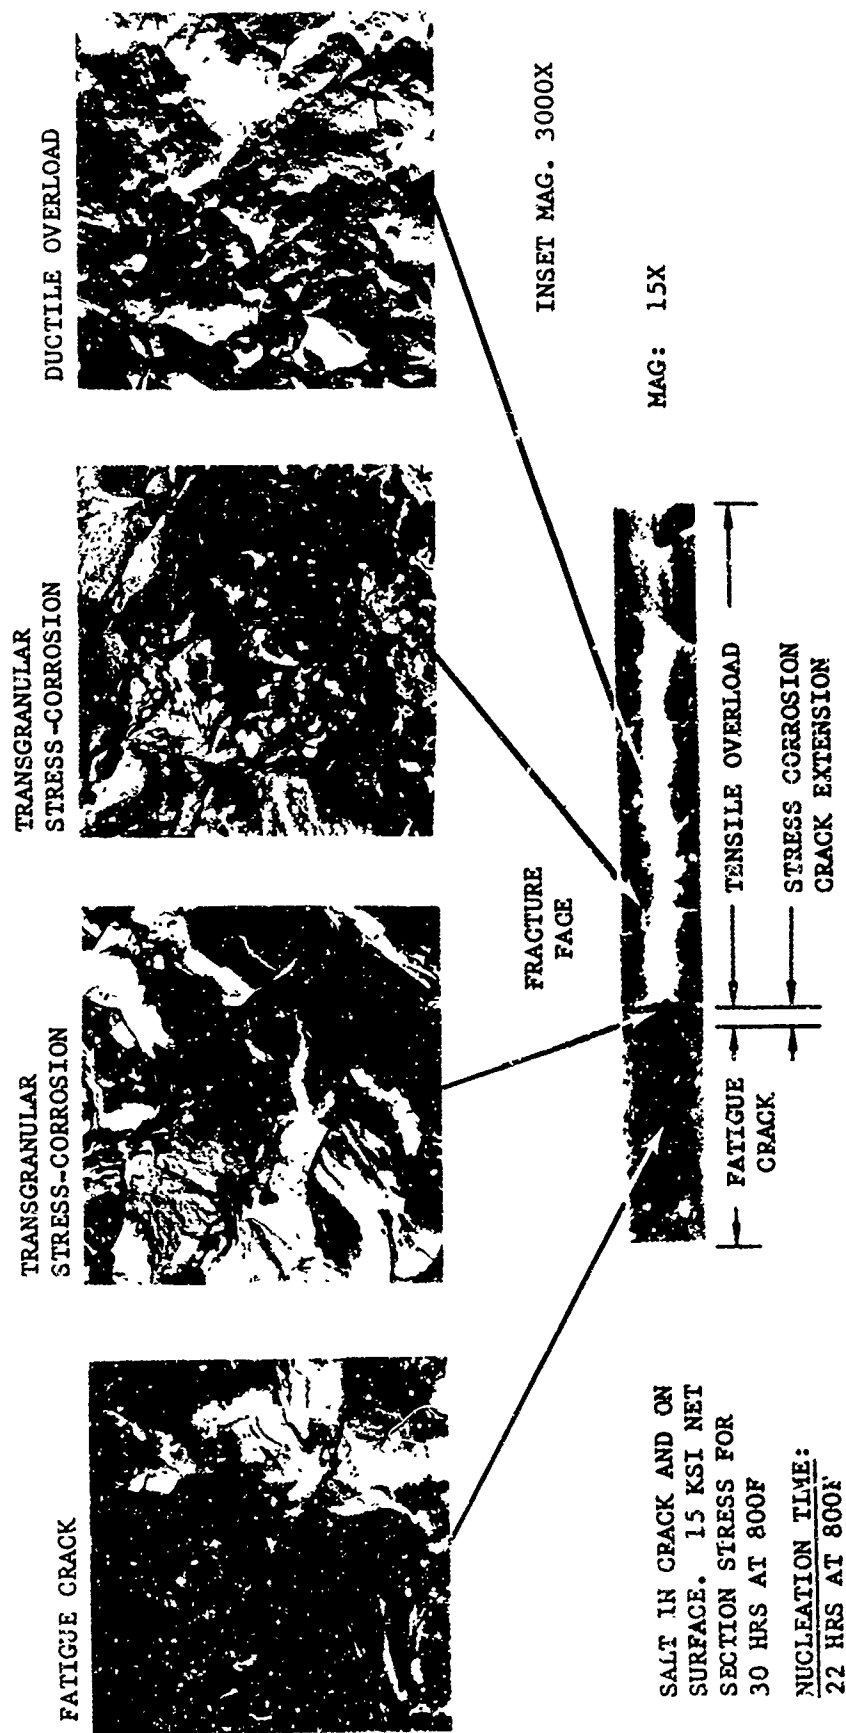 FATIGUE CRACK
TRANSGRANULAR
STRESS-CORROSION
TRANSGRANULAR
STRESS-CORROSION
DUCTILE OVERLOAD
FRACTURE
FACE
INSET MAG. 3000X
MAG: 15X
SALT IN CRACK AND ON
SURFACE. 15 KSI NET
SECTION STRESS FOR
30 HRS AT 800F
NUCLEATION TIME:
22 HRS AT 800F
FATIGUE
CRACK
TENSILE OVERLOAD
STRESS CORROSION
CRACK EXTENSION